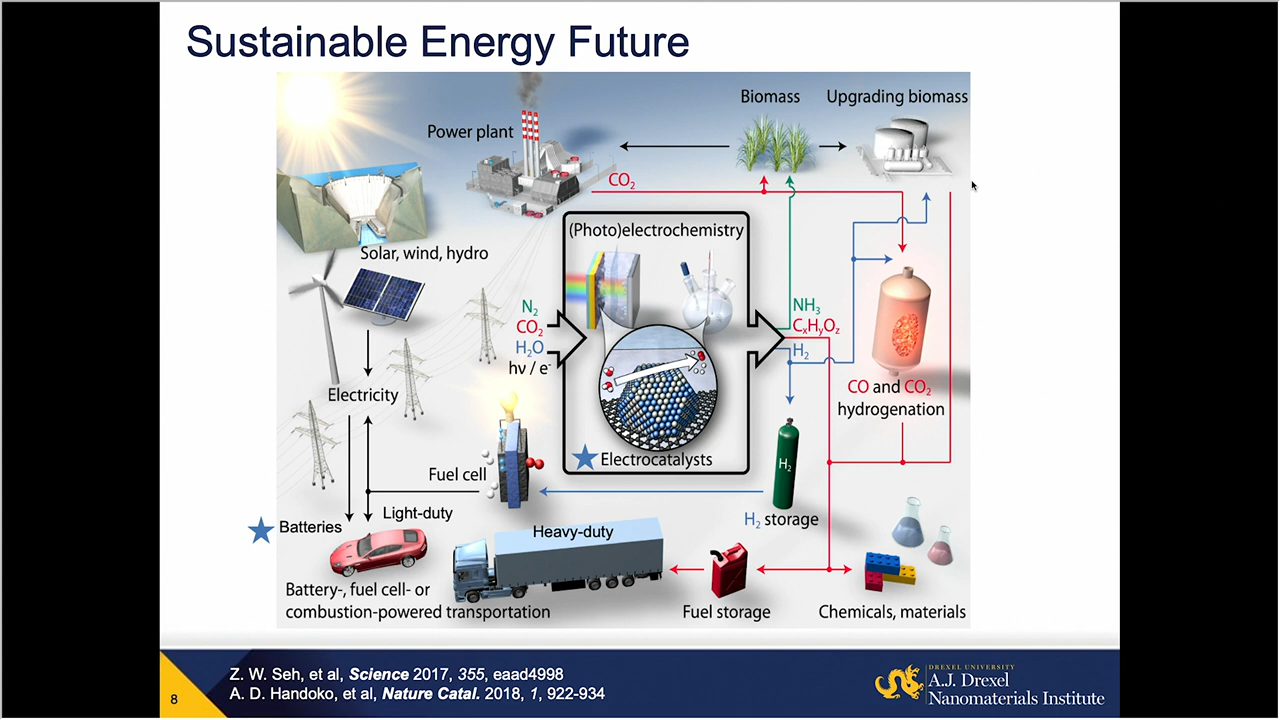 Sustainable Energy Future
Biomass
Upgrading biomass
Power plant
CO₂
(Photo)electrochemistry
Solar, wind, hydro
N₂
CO₂
H₂O
hν / e⁻
NH₃
CₓHᵧO_z
H₂
CO and CO₂
hydrogenation
Electricity
Electrocatalysts
Fuel cell
H₂
H₂ storage
Batteries
Light-duty
Heavy-duty
Battery-, fuel cell- or
combustion-powered transportation
Fuel storage
Chemicals, materials
Z. W. Seh, et al, Science 2017, 355, eaad4998
A. D. Handoko, et al, Nature Catal. 2018, 1, 922-934
8
DREXEL UNIVERSITY
A.J. Drexel
Nanomaterials Institute